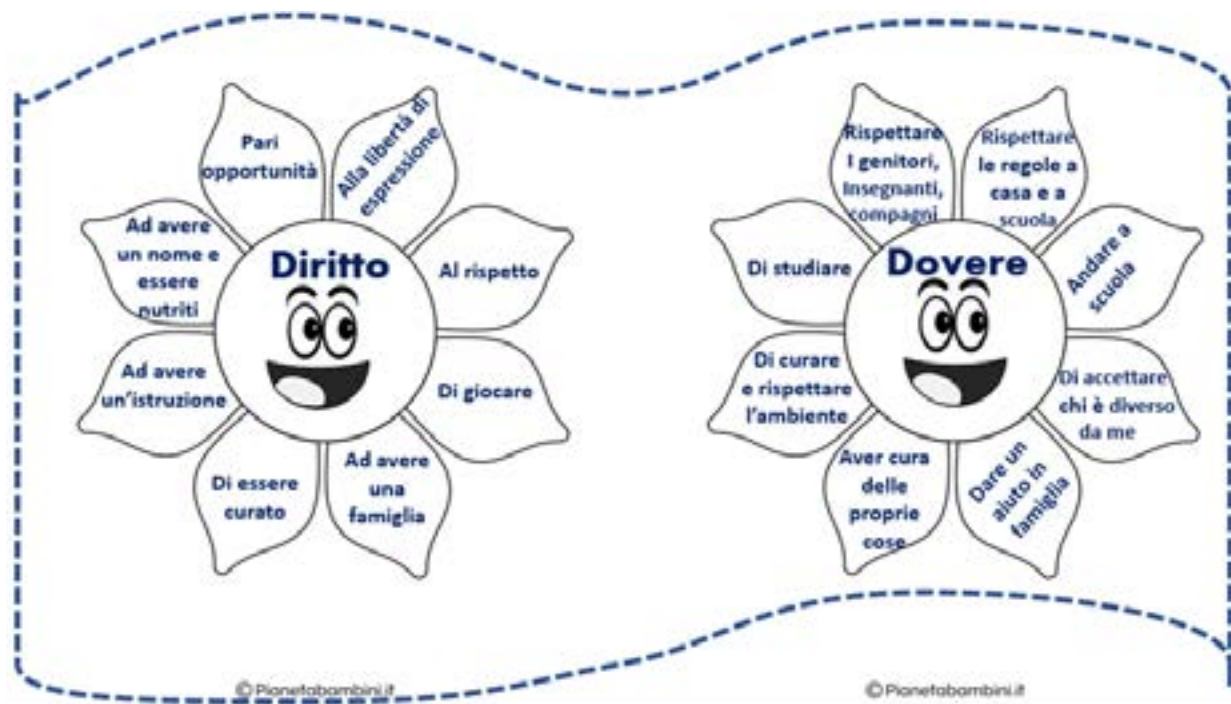 Pari
opportunità
Alla libertà di
espressione
Al rispetto
Di giocare
Ad avere
una
famiglia
Di essere
curato
Ad avere
un'istruzione
Ad avere
un nome e
essere
nutriti
Diritto
Rispettare
I genitori,
Insegnanti,
compagni
Rispettare
le regole a
casa e a
scuola
Andare a
scuola
Di accettare
chi è diverso
da me
Dare un
aiuto in
famiglia
Aver cura
delle
proprie
cose
Di curare
e rispettare
l'ambiente
Di studiare
Dovere
© Pianetabambini.it
© Pianetabambini.it